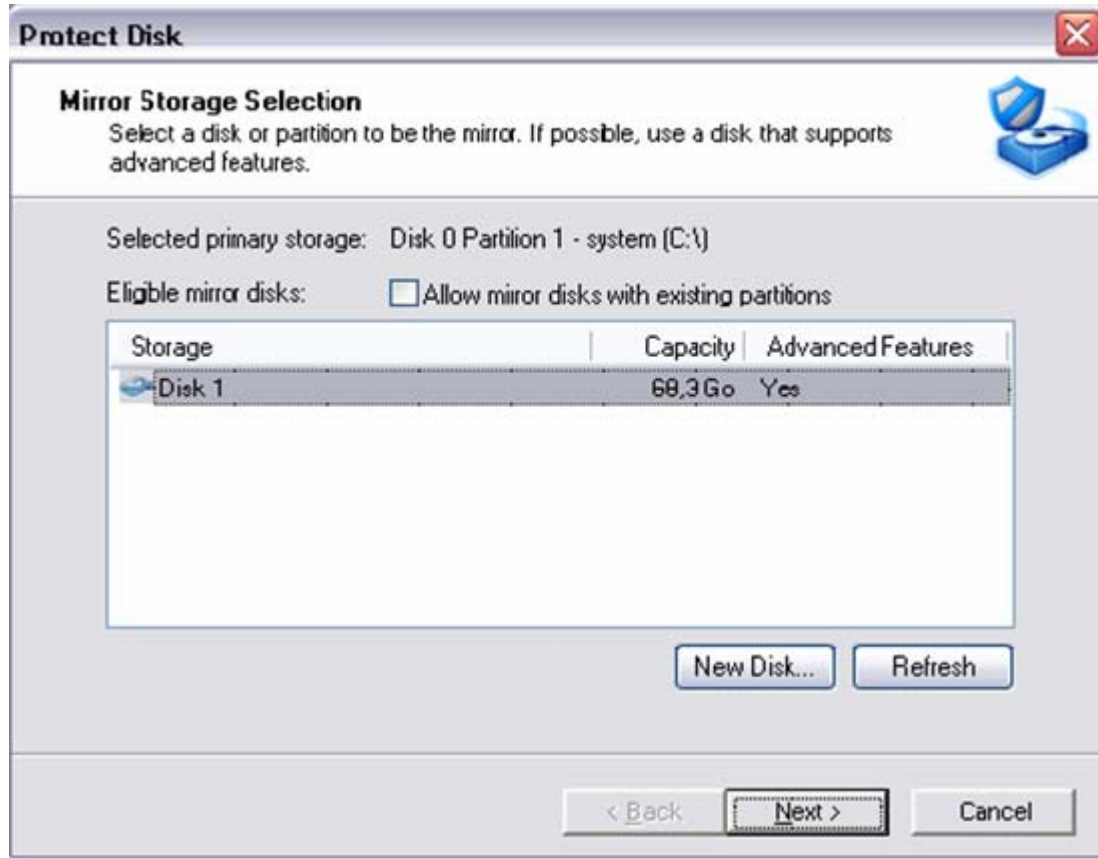 Protect Disk
Mirror Storage Selection
Select a disk or partition to be the mirror. If possible, use a disk that supports
advanced features.
Selected primary storage: Disk 0 Partition 1 - system (C:\)
Eligible mirror disks: Allow mirror disks with existing partitions
Storage Capacity Advanced Features
Disk 1 68,3 Go Yes
New Disk... Refresh
< Back Next > Cancel